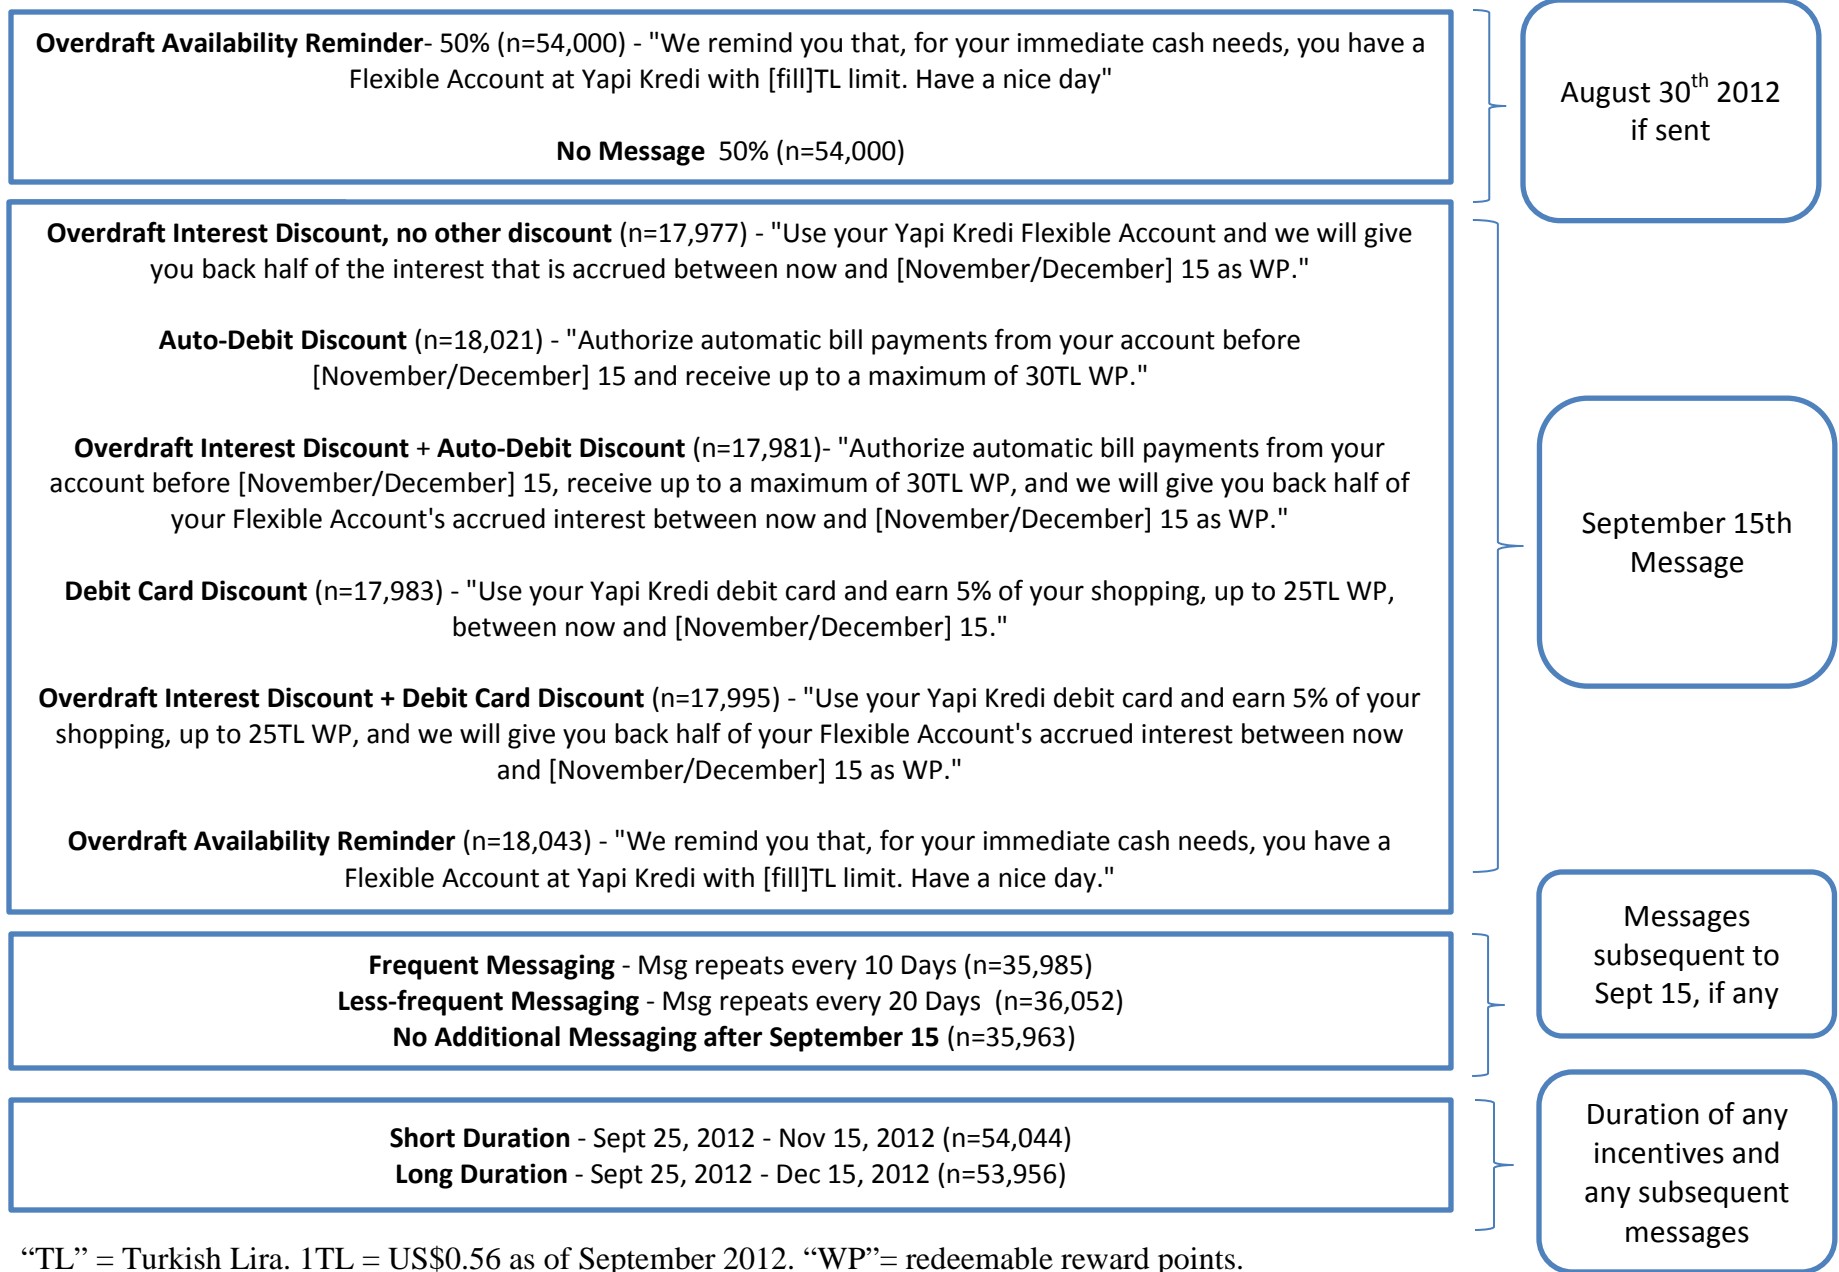 Overdraft Availability Reminder- 50% (n=54,000) - "We remind you that, for your immediate cash needs, you have a
Flexible Account at Yapi Kredi with [fill]TL limit. Have a nice day"
No Message 50% (n=54,000)
August 30th 2012
if sent
Overdraft Interest Discount, no other discount (n=17,977) - "Use your Yapi Kredi Flexible Account and we will give
you back half of the interest that is accrued between now and [November/December] 15 as WP."
Auto-Debit Discount (n=18,021) - "Authorize automatic bill payments from your account before
[November/December] 15 and receive up to a maximum of 30TL WP."
Overdraft Interest Discount + Auto-Debit Discount (n=17,981)- "Authorize automatic bill payments from your
account before [November/December] 15, receive up to a maximum of 30TL WP, and we will give you back half of
your Flexible Account's accrued interest between now and [November/December] 15 as WP."
Debit Card Discount (n=17,983) - "Use your Yapi Kredi debit card and earn 5% of your shopping, up to 25TL WP,
between now and [November/December] 15."
Overdraft Interest Discount + Debit Card Discount (n=17,995) - "Use your Yapi Kredi debit card and earn 5% of your
shopping, up to 25TL WP, and we will give you back half of your Flexible Account's accrued interest between now
and [November/December] 15 as WP."
Overdraft Availability Reminder (n=18,043) - "We remind you that, for your immediate cash needs, you have a
Flexible Account at Yapi Kredi with [fill]TL limit. Have a nice day."
September 15th
Message
Frequent Messaging - Msg repeats every 10 Days (n=35,985)
Less-frequent Messaging - Msg repeats every 20 Days (n=36,052)
No Additional Messaging after September 15 (n=35,963)
Messages
subsequent to
Sept 15, if any
Short Duration - Sept 25, 2012 - Nov 15, 2012 (n=54,044)
Long Duration - Sept 25, 2012 - Dec 15, 2012 (n=53,956)
Duration of any
incentives and
any subsequent
messages
“TL” = Turkish Lira. 1TL = US$0.56 as of September 2012. “WP”= redeemable reward points.